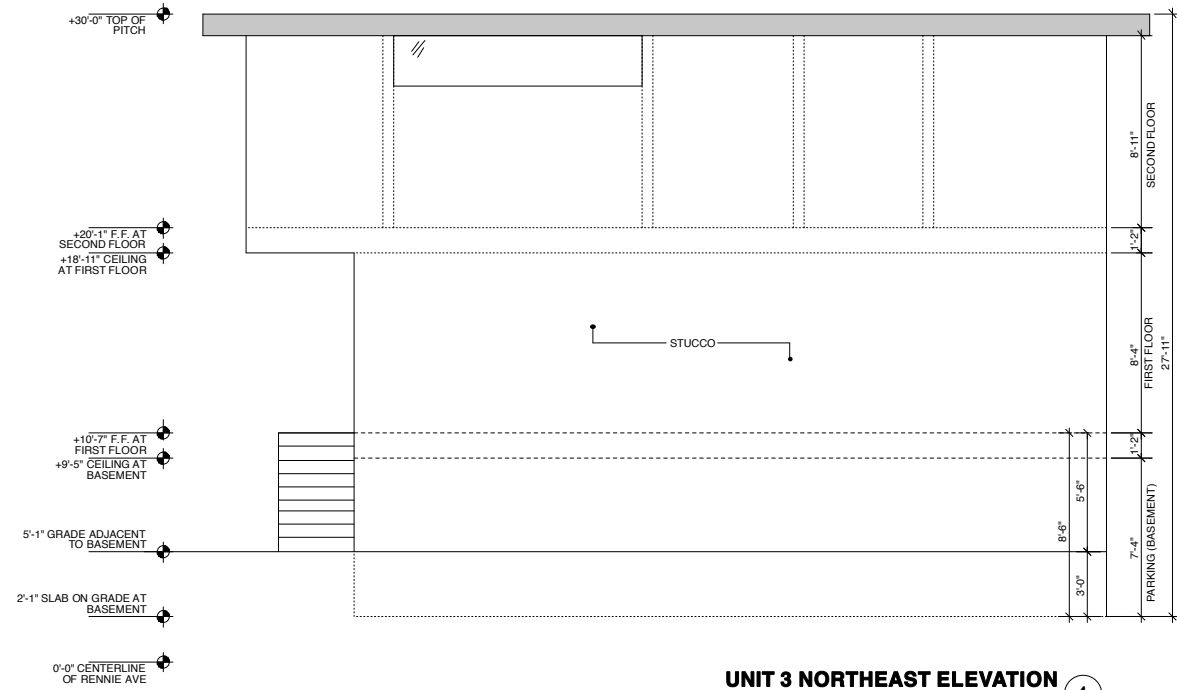 +30'-0" TOP OF
PITCH
+20'-1" F.F. AT
SECOND FLOOR
+18'-11" CEILING
AT FIRST FLOOR
+10'-7" F.F. AT
FIRST FLOOR
+9'-5" CEILING AT
BASEMENT
5'-1" GRADE ADJACENT
TO BASEMENT
2'-1" SLAB ON GRADE AT
BASEMENT
0'-0" CENTERLINE
OF RENNIE AVE
STUCCO
8'-11"
SECOND FLOOR
1'-2"
8'-4"
FIRST FLOOR
27'-11"
1'-2"
5'-6"
8'-6"
3'-0"
7'-4"
PARKING (BASEMENT)
UNIT 3 NORTHEAST ELEVATION